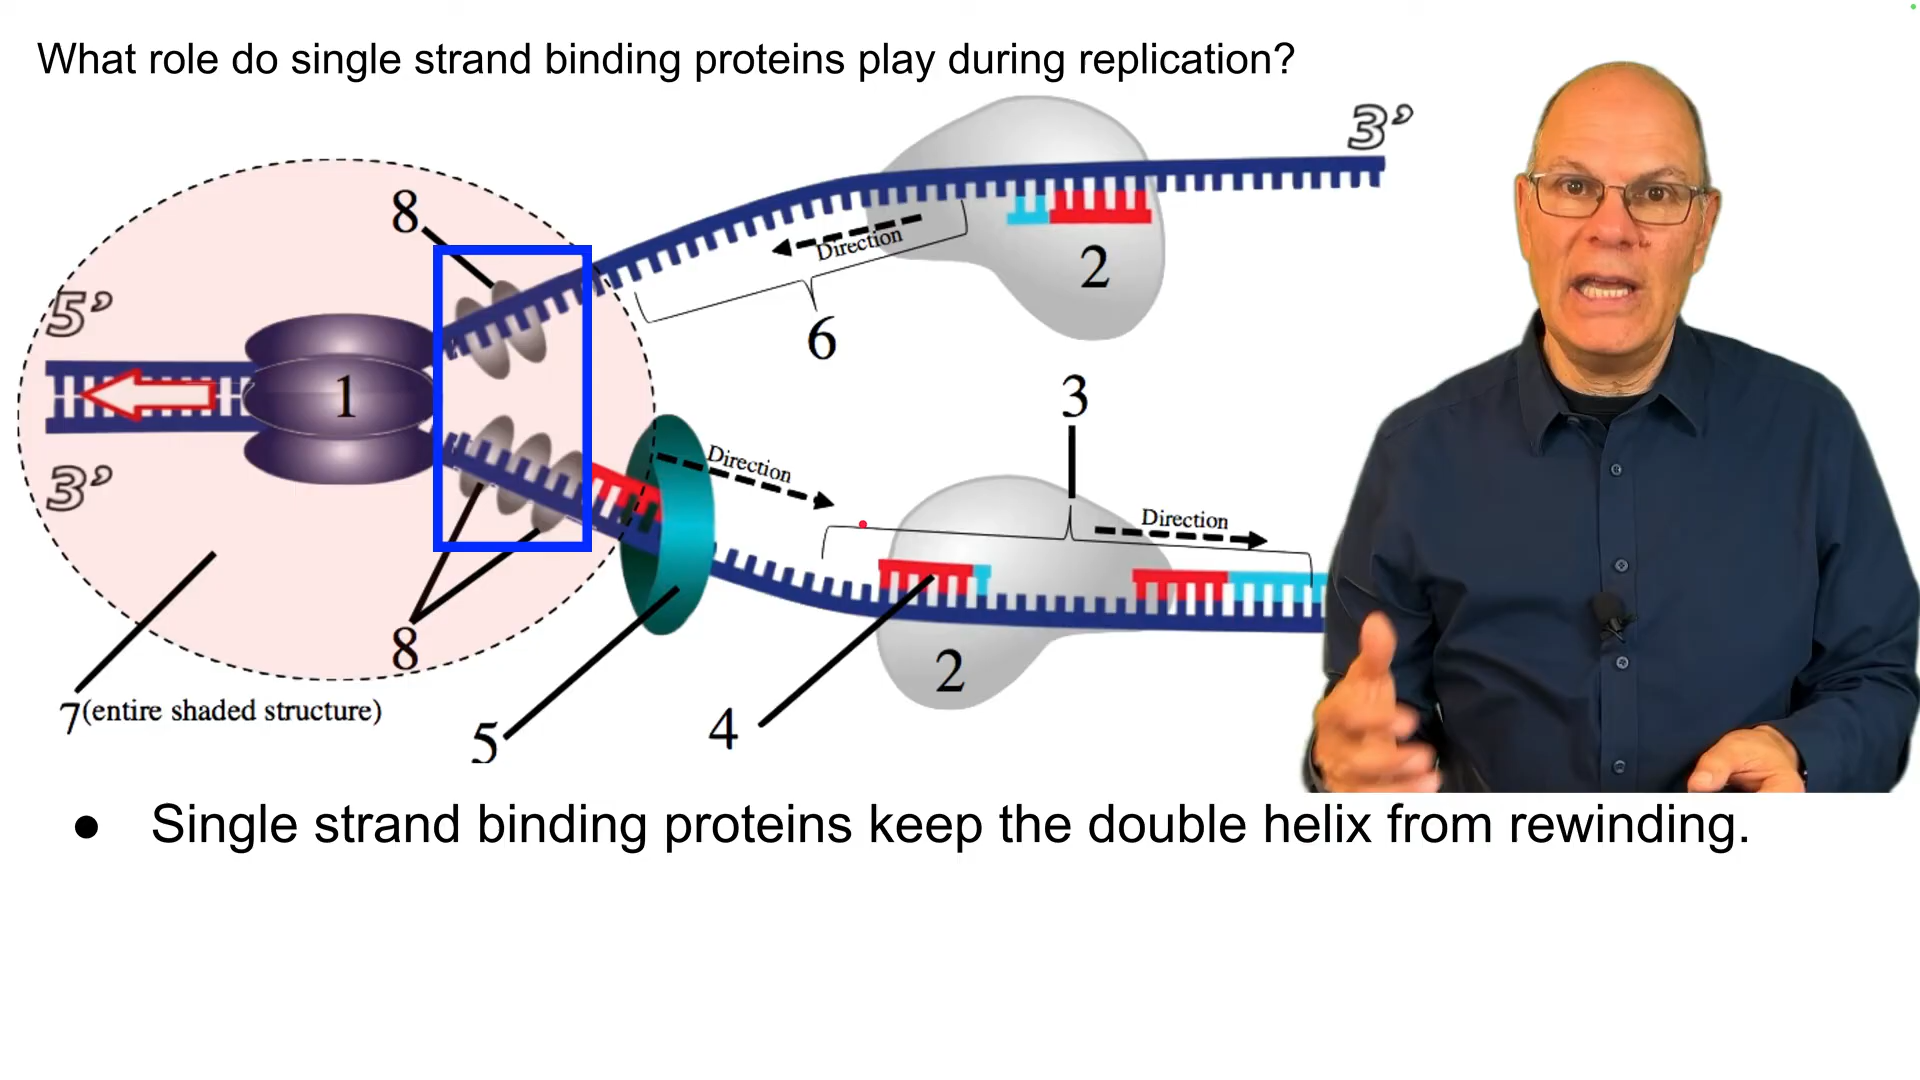 What role do single strand binding proteins play during replication?
3’
8
Direction
2
5’
6
1
3
Direction
Direction
3’
8
2
7(entire shaded structure)
4
5
● Single strand binding proteins keep the double helix from rewinding.